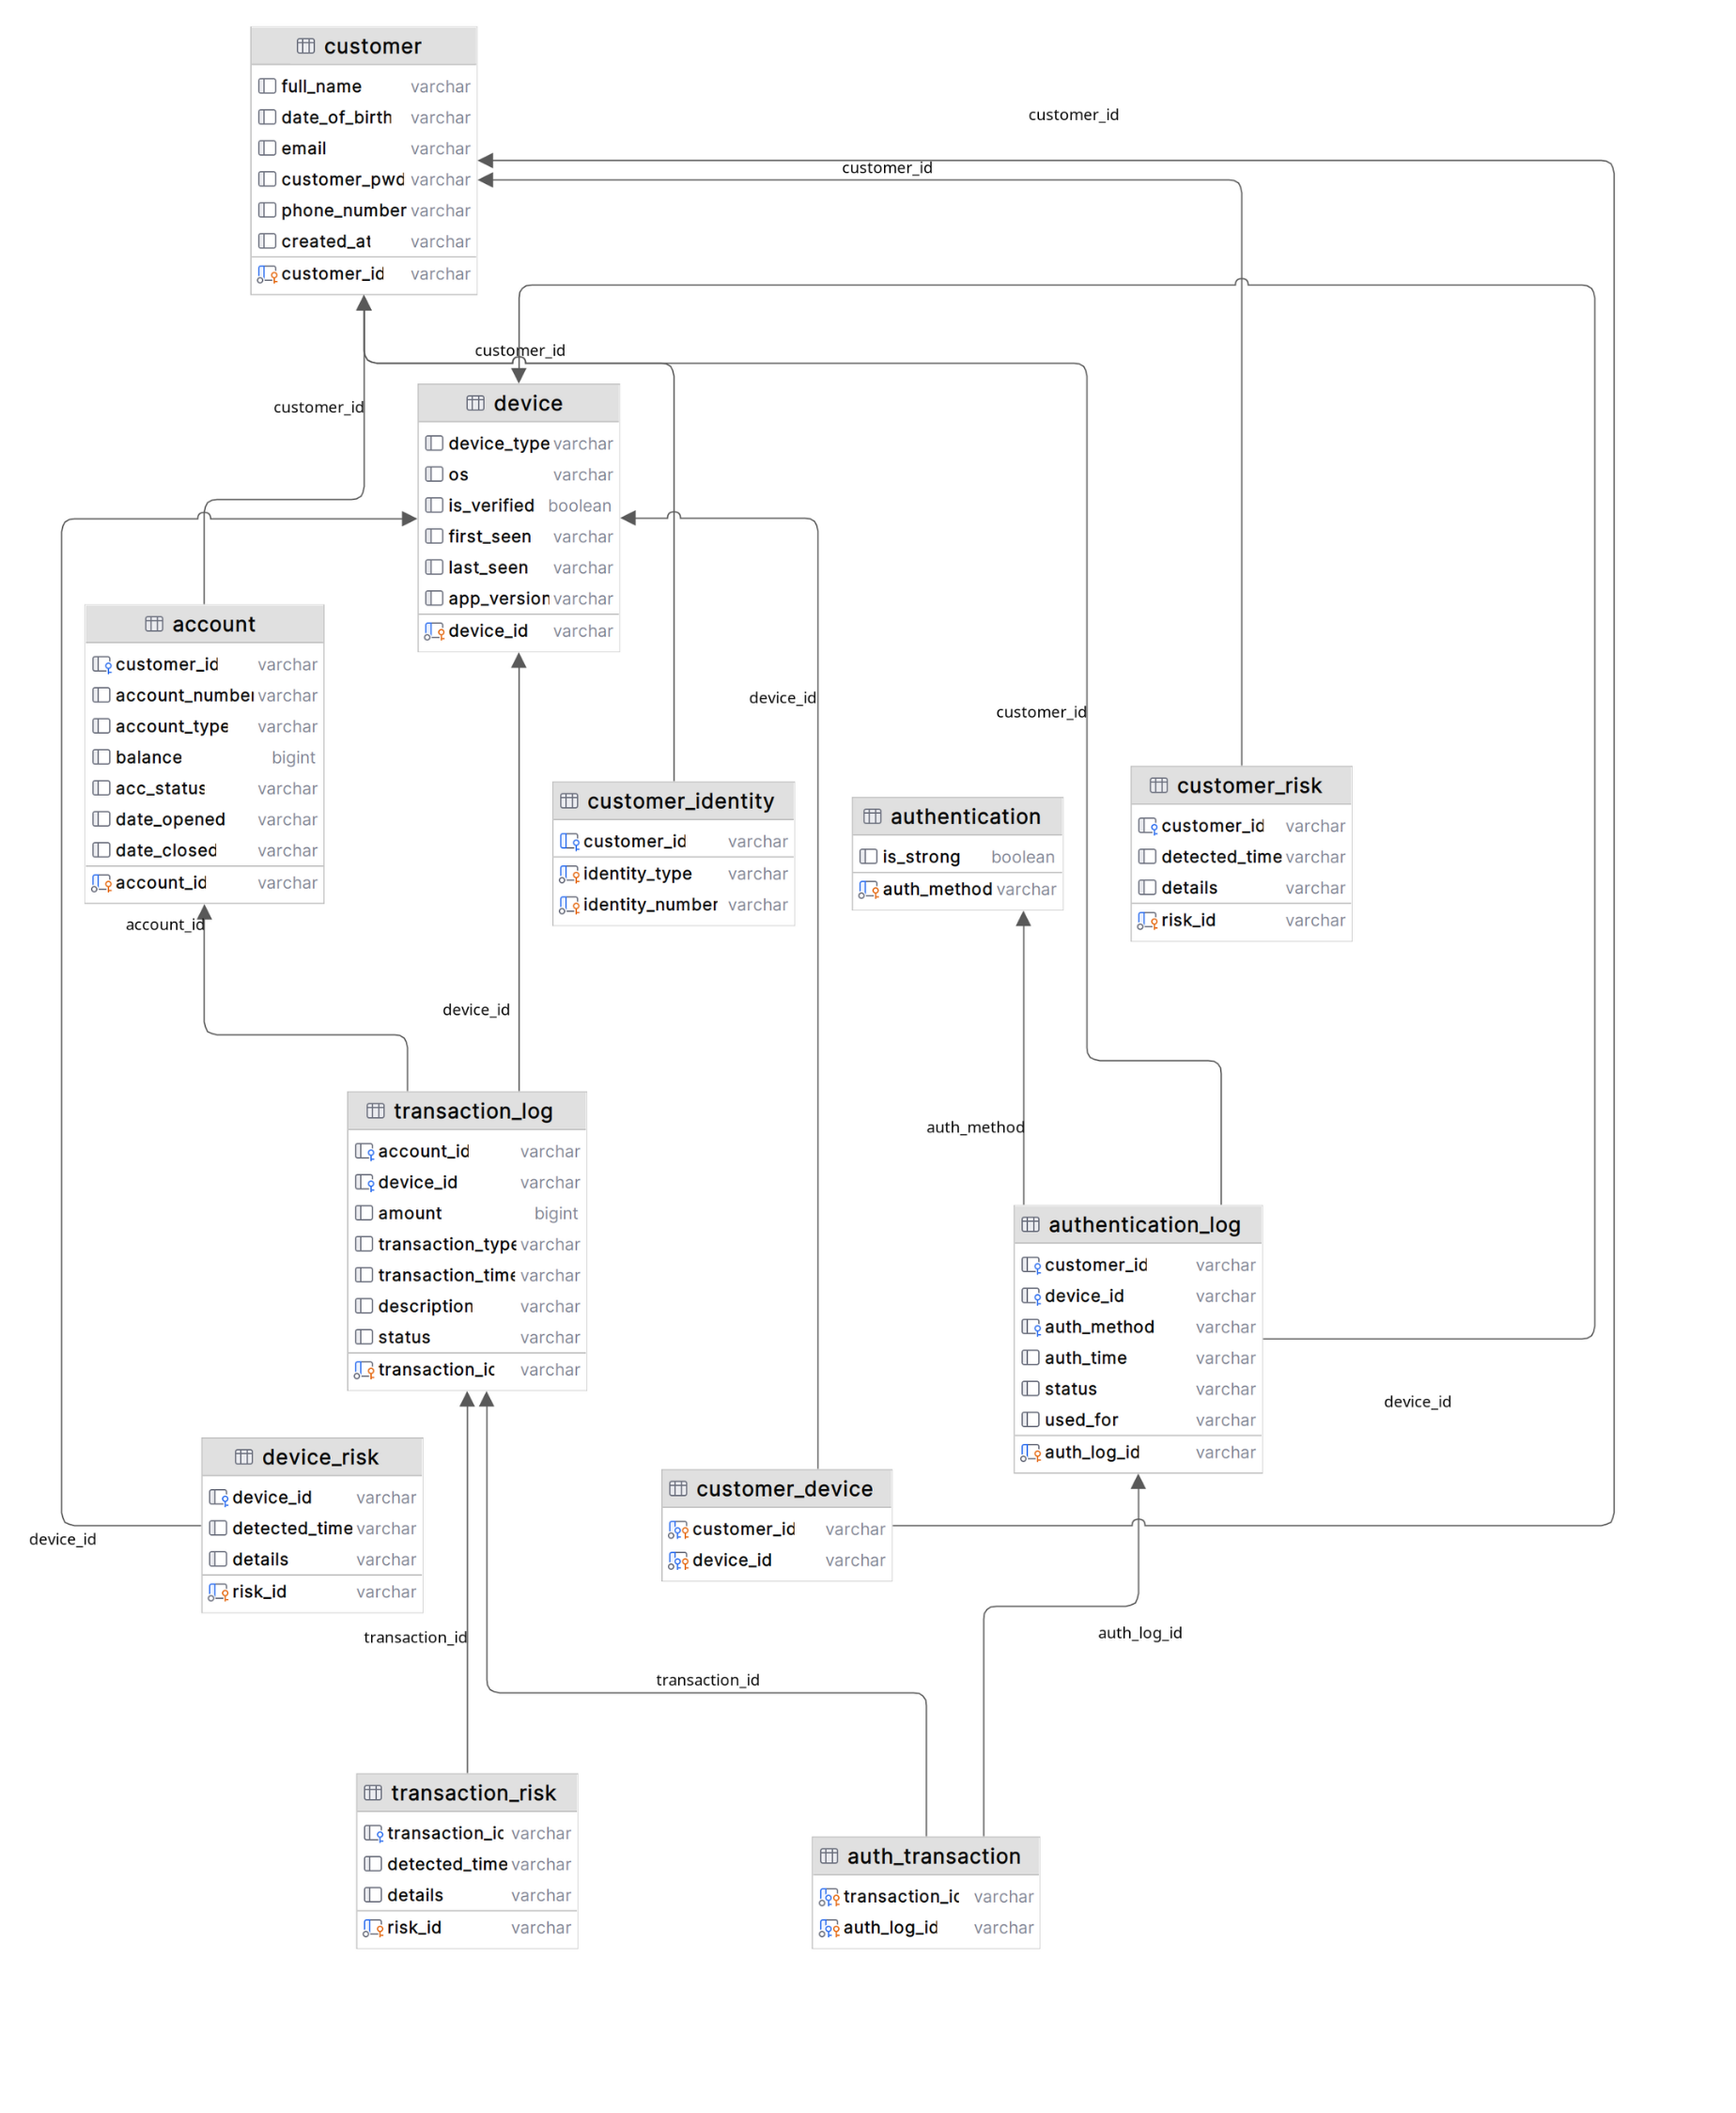 customer
full_name varchar
date_of_birth varchar
email varchar
customer_pwd varchar
phone_number varchar
created_at varchar
customer_id varchar
customer_id
customer_id
customer_id
customer_id
device
device_type varchar
os varchar
is_verified boolean
first_seen varchar
last_seen varchar
app_version varchar
device_id varchar
account
customer_id varchar
account_number varchar
account_type varchar
balance bigint
acc_status varchar
date_opened varchar
date_closed varchar
account_id varchar
device_id
customer_id
customer_identity
customer_id varchar
identity_type varchar
identity_number varchar
authentication
is_strong boolean
auth_method varchar
customer_risk
customer_id varchar
detected_time varchar
details varchar
risk_id varchar
account_id
device_id
auth_method
transaction_log
account_id varchar
device_id varchar
amount bigint
transaction_type varchar
transaction_time varchar
description varchar
status varchar
transaction_id varchar
authentication_log
customer_id varchar
device_id varchar
auth_method varchar
auth_time varchar
status varchar
used_for varchar
auth_log_id varchar
device_id
device_risk
device_id varchar
detected_time varchar
details varchar
risk_id varchar
device_id
customer_device
customer_id varchar
device_id varchar
transaction_id
auth_log_id
transaction_id
transaction_risk
transaction_id varchar
detected_time varchar
details varchar
risk_id varchar
auth_transaction
transaction_id varchar
auth_log_id varchar